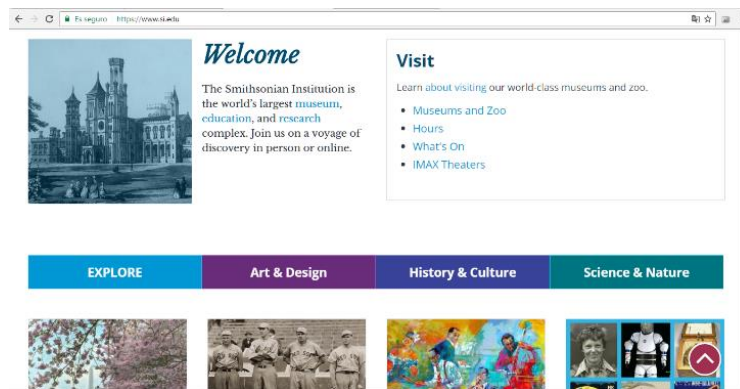 Es seguro https://www.si.edu
Welcome
The Smithsonian Institution is
the world's largest museum,
education, and research
complex. Join us on a voyage of
discovery in person or online.
Visit
Learn about visiting our world-class museums and zoo.
Museums and Zoo
Hours
What's On
IMAX Theaters
EXPLORE
Art & Design
History & Culture
Science & Nature